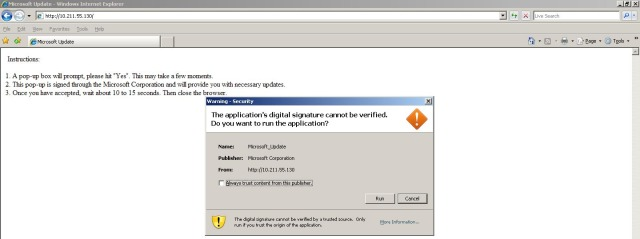 Microsoft Update - Windows Internet Explorer
http://10.211.55.130/
Live Search
File Edit View Favorites Tools Help
Microsoft Update
Page Tools
Instructions:
1. A pop-up box will prompt, please hit "Yes". This may take a few moments.
2. This pop-up is signed through the Microsoft Corporation and will provide you with necessary updates.
3. Once you have accepted, wait about 10 to 15 seconds. Then close the browser.
Warning - Security
The application's digital signature cannot be verified.
Do you want to run the application?
Name: Microsoft_Update
Publisher: Microsoft Corporation
From: http://10.211.55.130
Always trust content from this publisher.
Run Cancel
The digital signature cannot be verified by a trusted source. Only
run if you trust the origin of the application.
More Information...